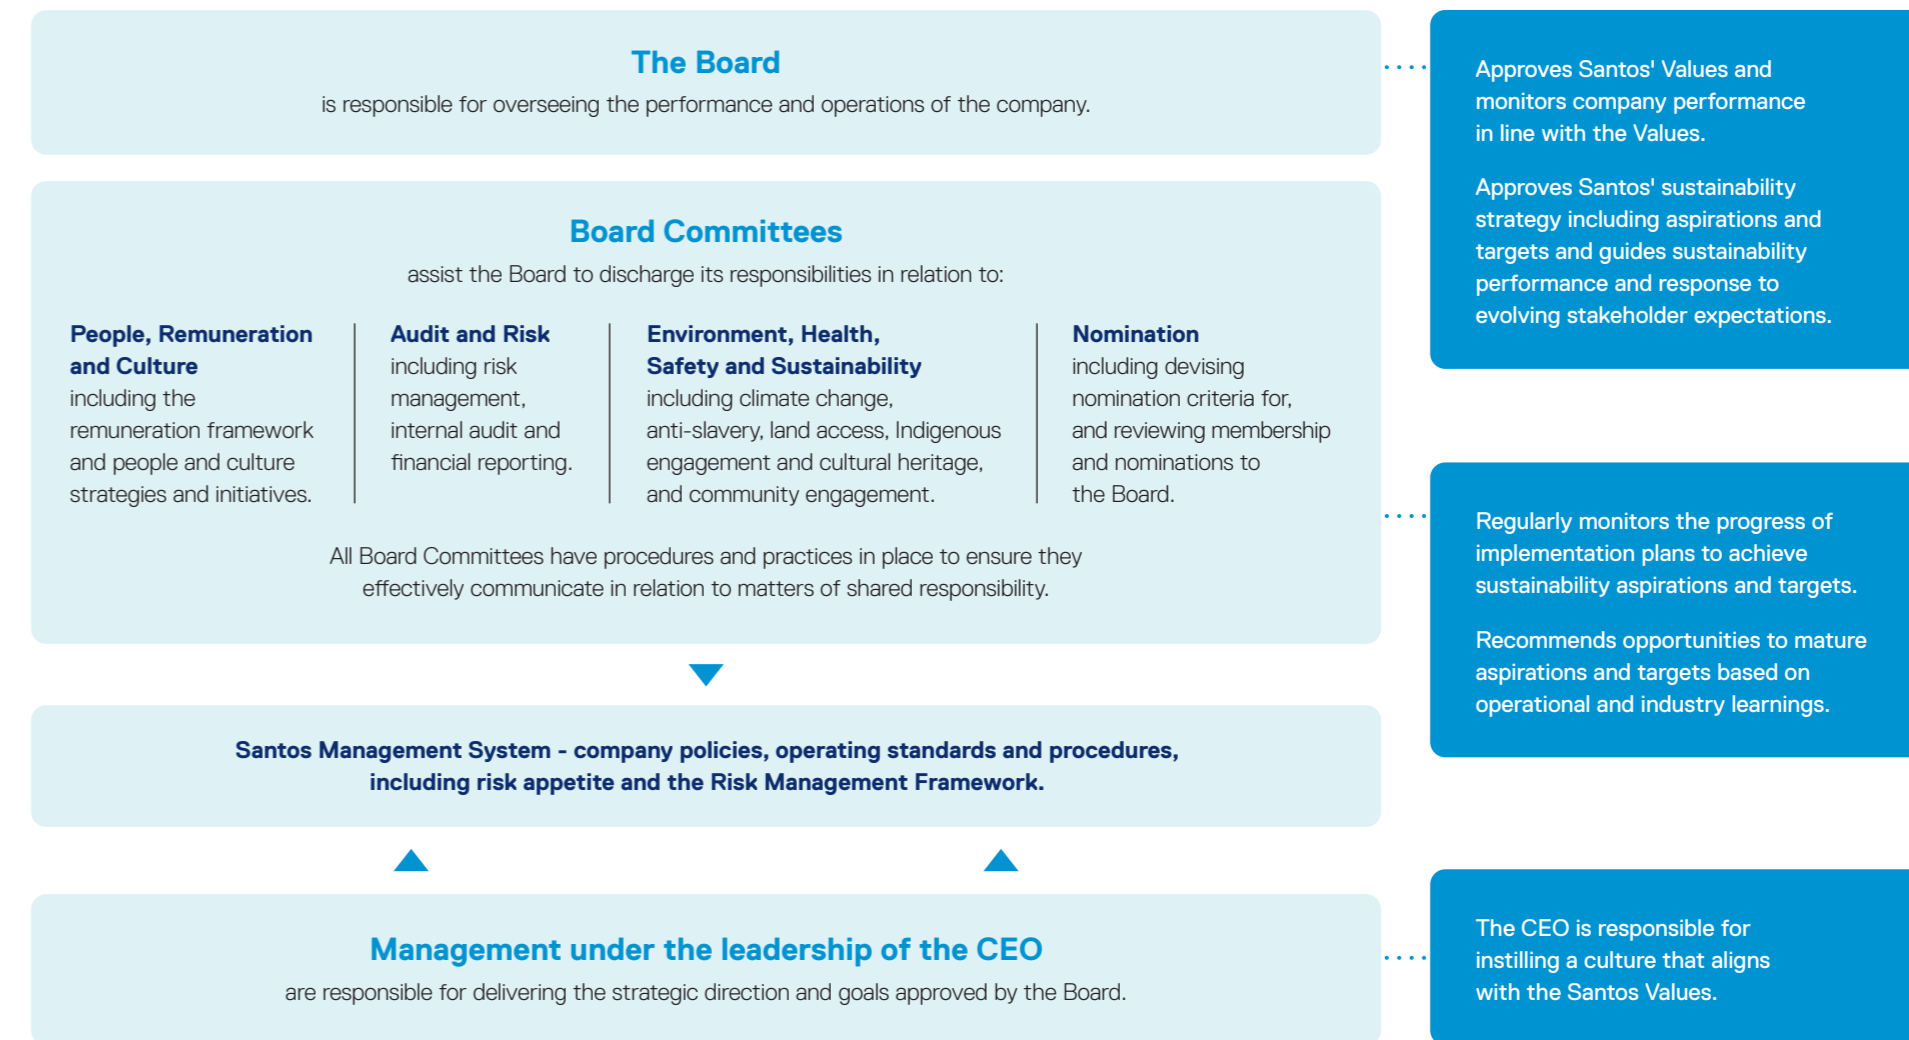 The Board
is responsible for overseeing the performance and operations of the company.
Approves Santos' Values and
monitors company performance
in line with the Values.
Approves Santos' sustainability
strategy including aspirations and
targets and guides sustainability
performance and response to
evolving stakeholder expectations.
Board Committees
assist the Board to discharge its responsibilities in relation to:
People, Remuneration
and Culture
including the
remuneration framework
and people and culture
strategies and initiatives.
Audit and Risk
including risk
management,
internal audit and
financial reporting.
Environment, Health,
Safety and Sustainability
including climate change,
anti-slavery, land access, Indigenous
engagement and cultural heritage,
and community engagement.
Nomination
including devising
nomination criteria for,
and reviewing membership
and nominations to
the Board.
All Board Committees have procedures and practices in place to ensure they
effectively communicate in relation to matters of shared responsibility.
Regularly monitors the progress of
implementation plans to achieve
sustainability aspirations and targets.
Recommends opportunities to mature
aspirations and targets based on
operational and industry learnings.
Santos Management System - company policies, operating standards and procedures,
including risk appetite and the Risk Management Framework.
Management under the leadership of the CEO
are responsible for delivering the strategic direction and goals approved by the Board.
The CEO is responsible for
instilling a culture that aligns
with the Santos Values.